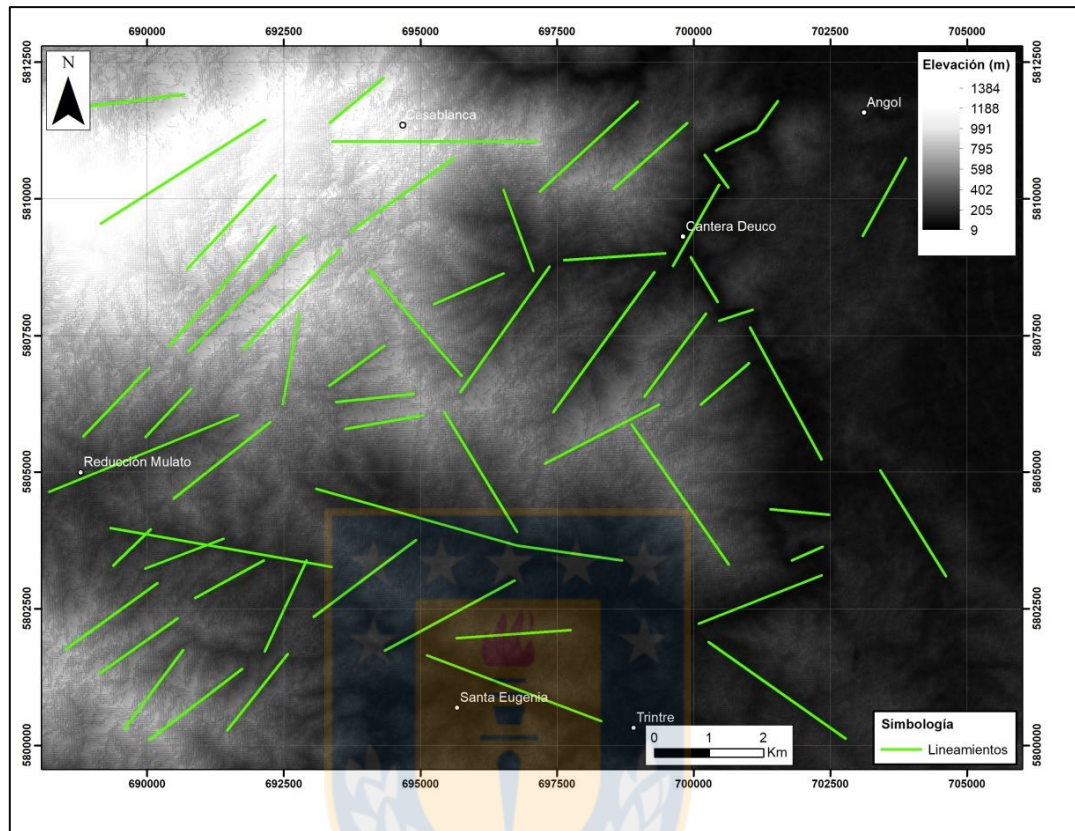 690000
692500
695000
697500
700000
702500
705000
5812500
5812500
N
Elevación (m)
1384
1188
991
795
598
402
205
9
Casablanca
Angol
5810000
5810000
Cantera Deuco
5807500
5807500
Reducción Mulato
5805000
5805000
5802500
5802500
Santa Eugenia
Trintre
0 1 2
Km
Simbología
Lineamientos
5800000
5800000
690000
692500
695000
697500
700000
702500
705000